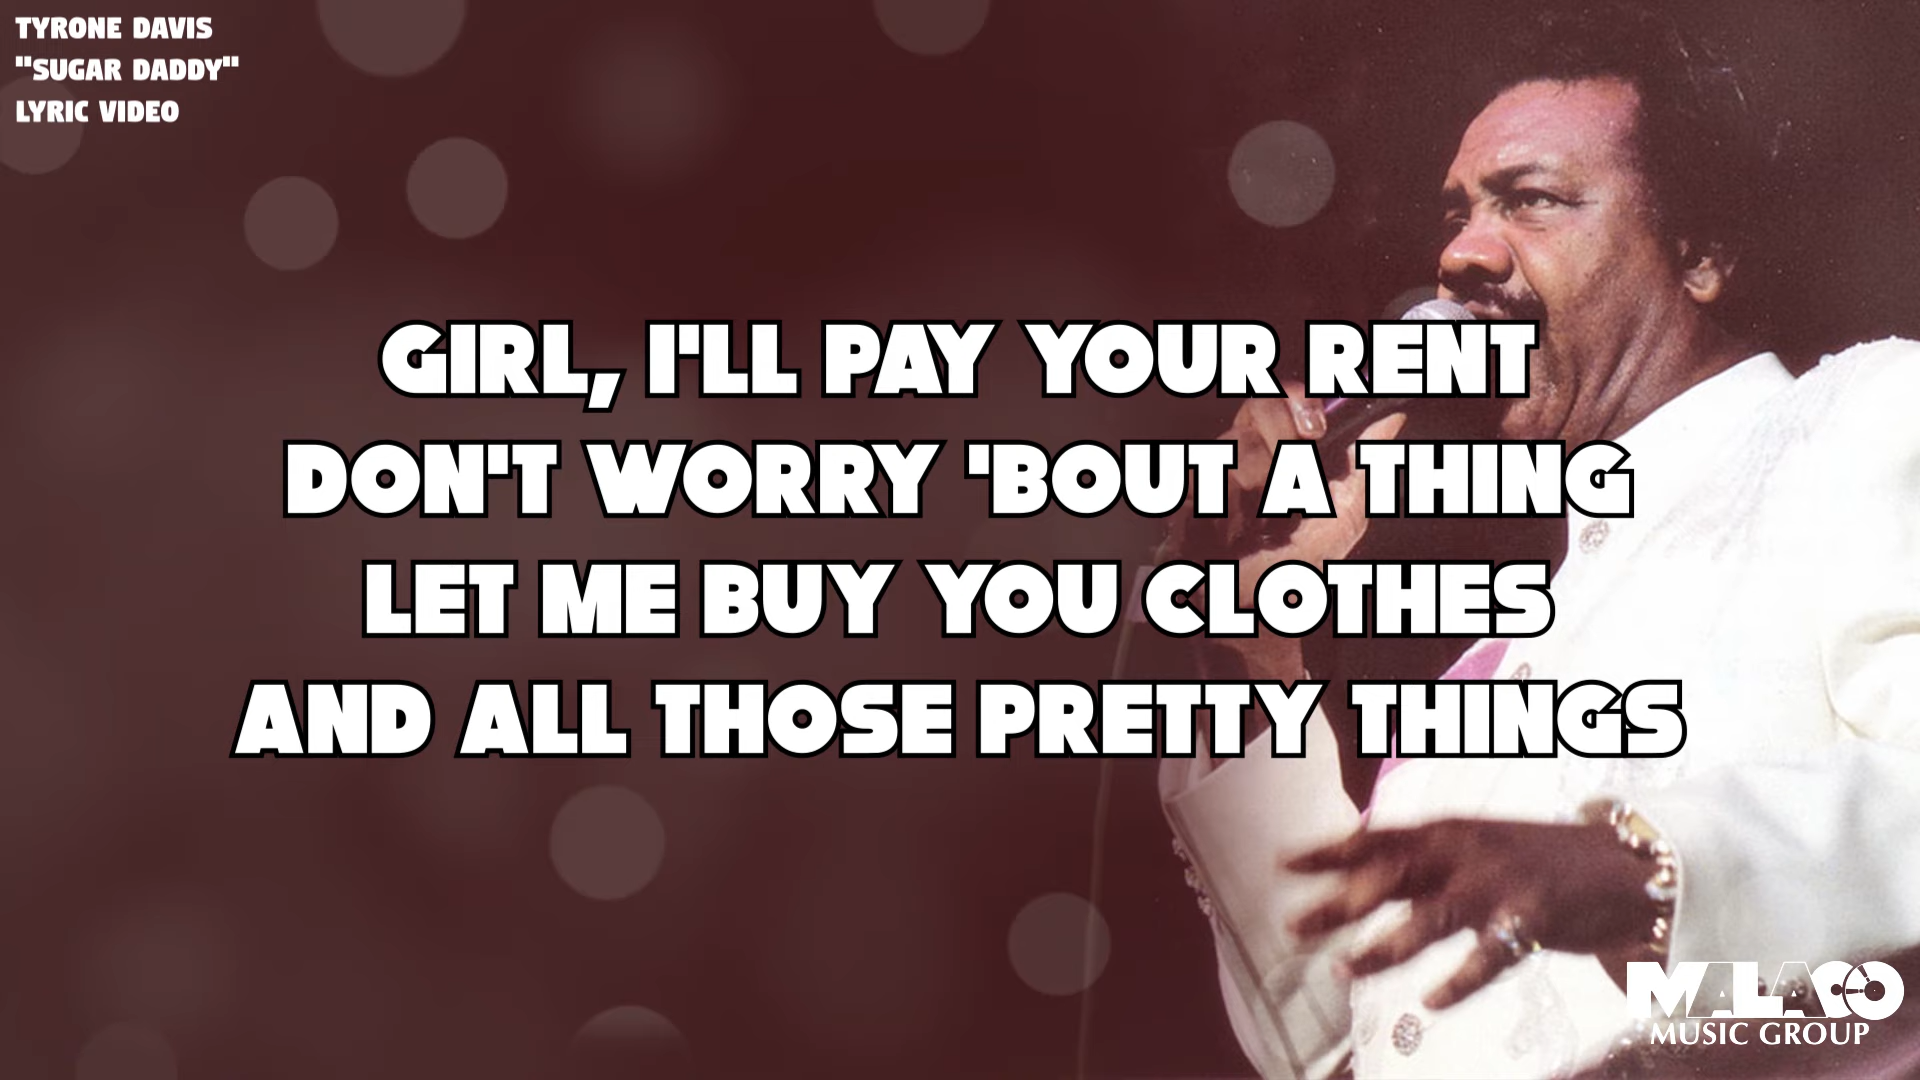 TYRONE DAVIS
"SUGAR DADDY"
LYRIC VIDEO
GIRL, I'LL PAY YOUR RENT
DON'T WORRY 'BOUT A THING
LET ME BUY YOU CLOTHES
AND ALL THOSE PRETTY THINGS
MALACO
MUSIC GROUP